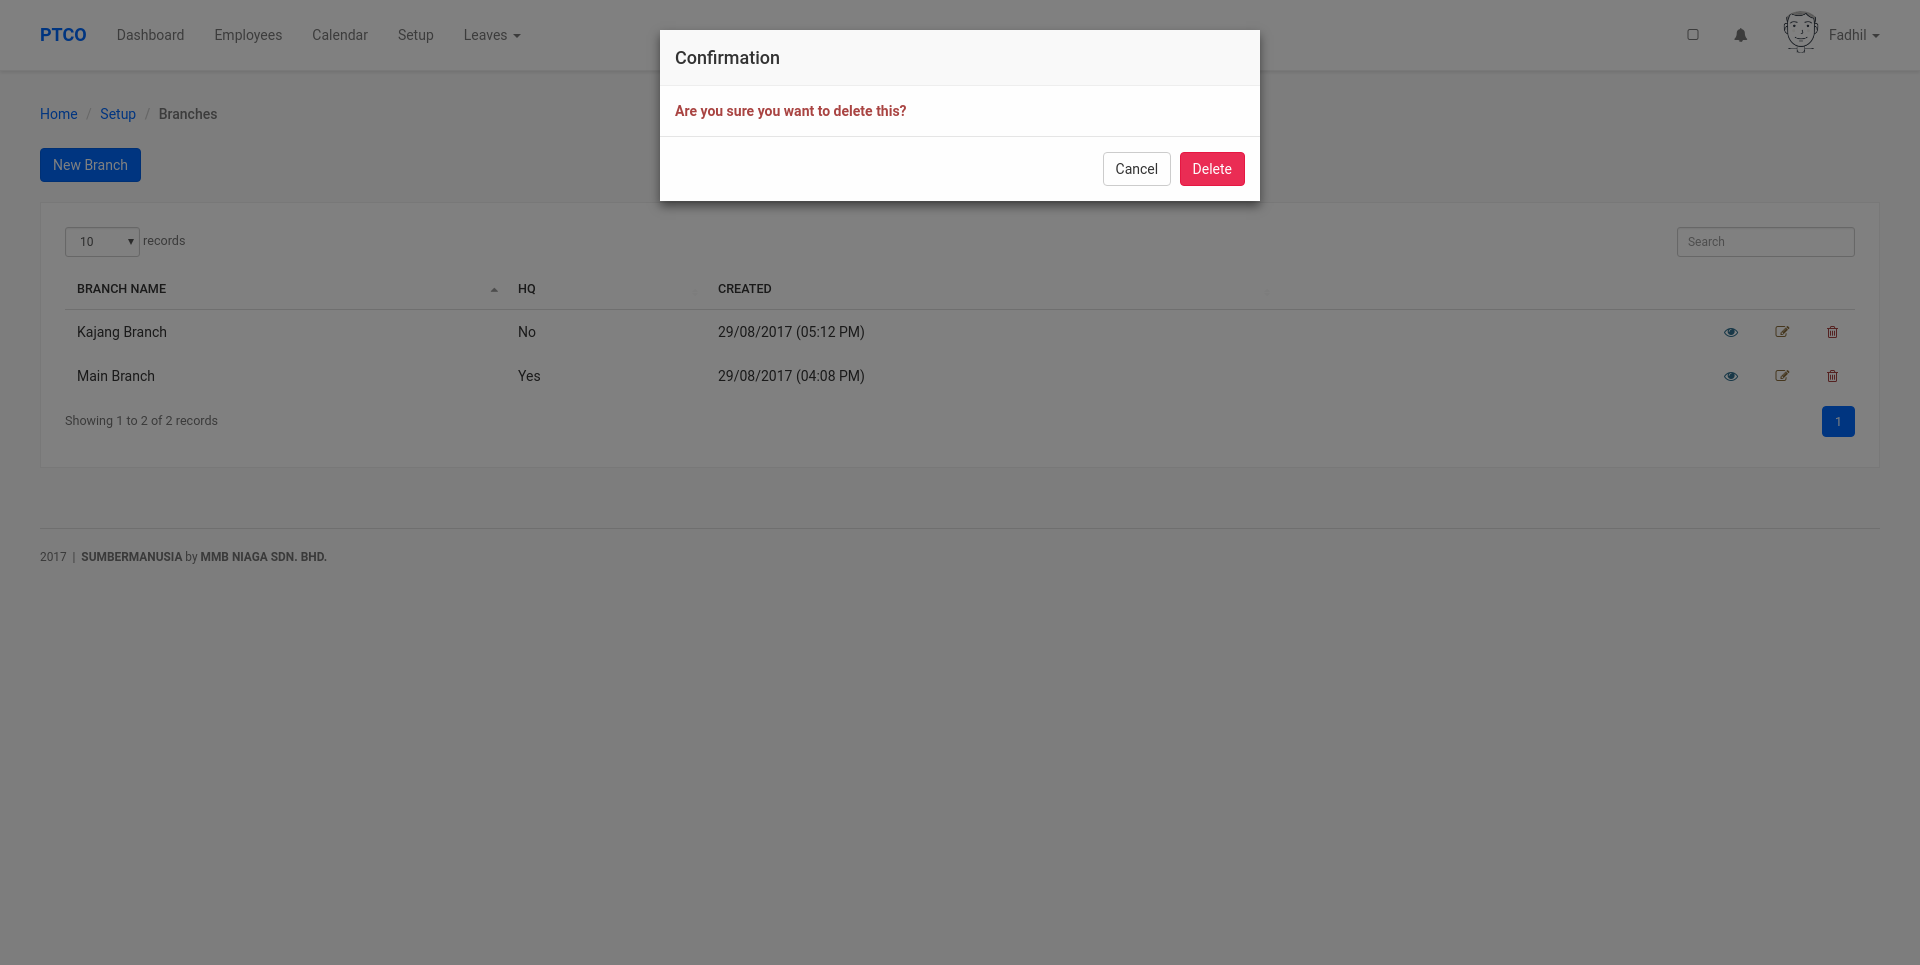 PTCO Dashboard Employees Calendar Setup Leaves Fadhil
Confirmation
Are you sure you want to delete this?
Cancel Delete
Home / Setup / Branches
New Branch
10 records Search
BRANCH NAME HQ CREATED
Kajang Branch No 29/08/2017 (05:12 PM)
Main Branch Yes 29/08/2017 (04:08 PM)
Showing 1 to 2 of 2 records 1
2017 | SUMBERMANUSIA by MMB NIAGA SDN. BHD.